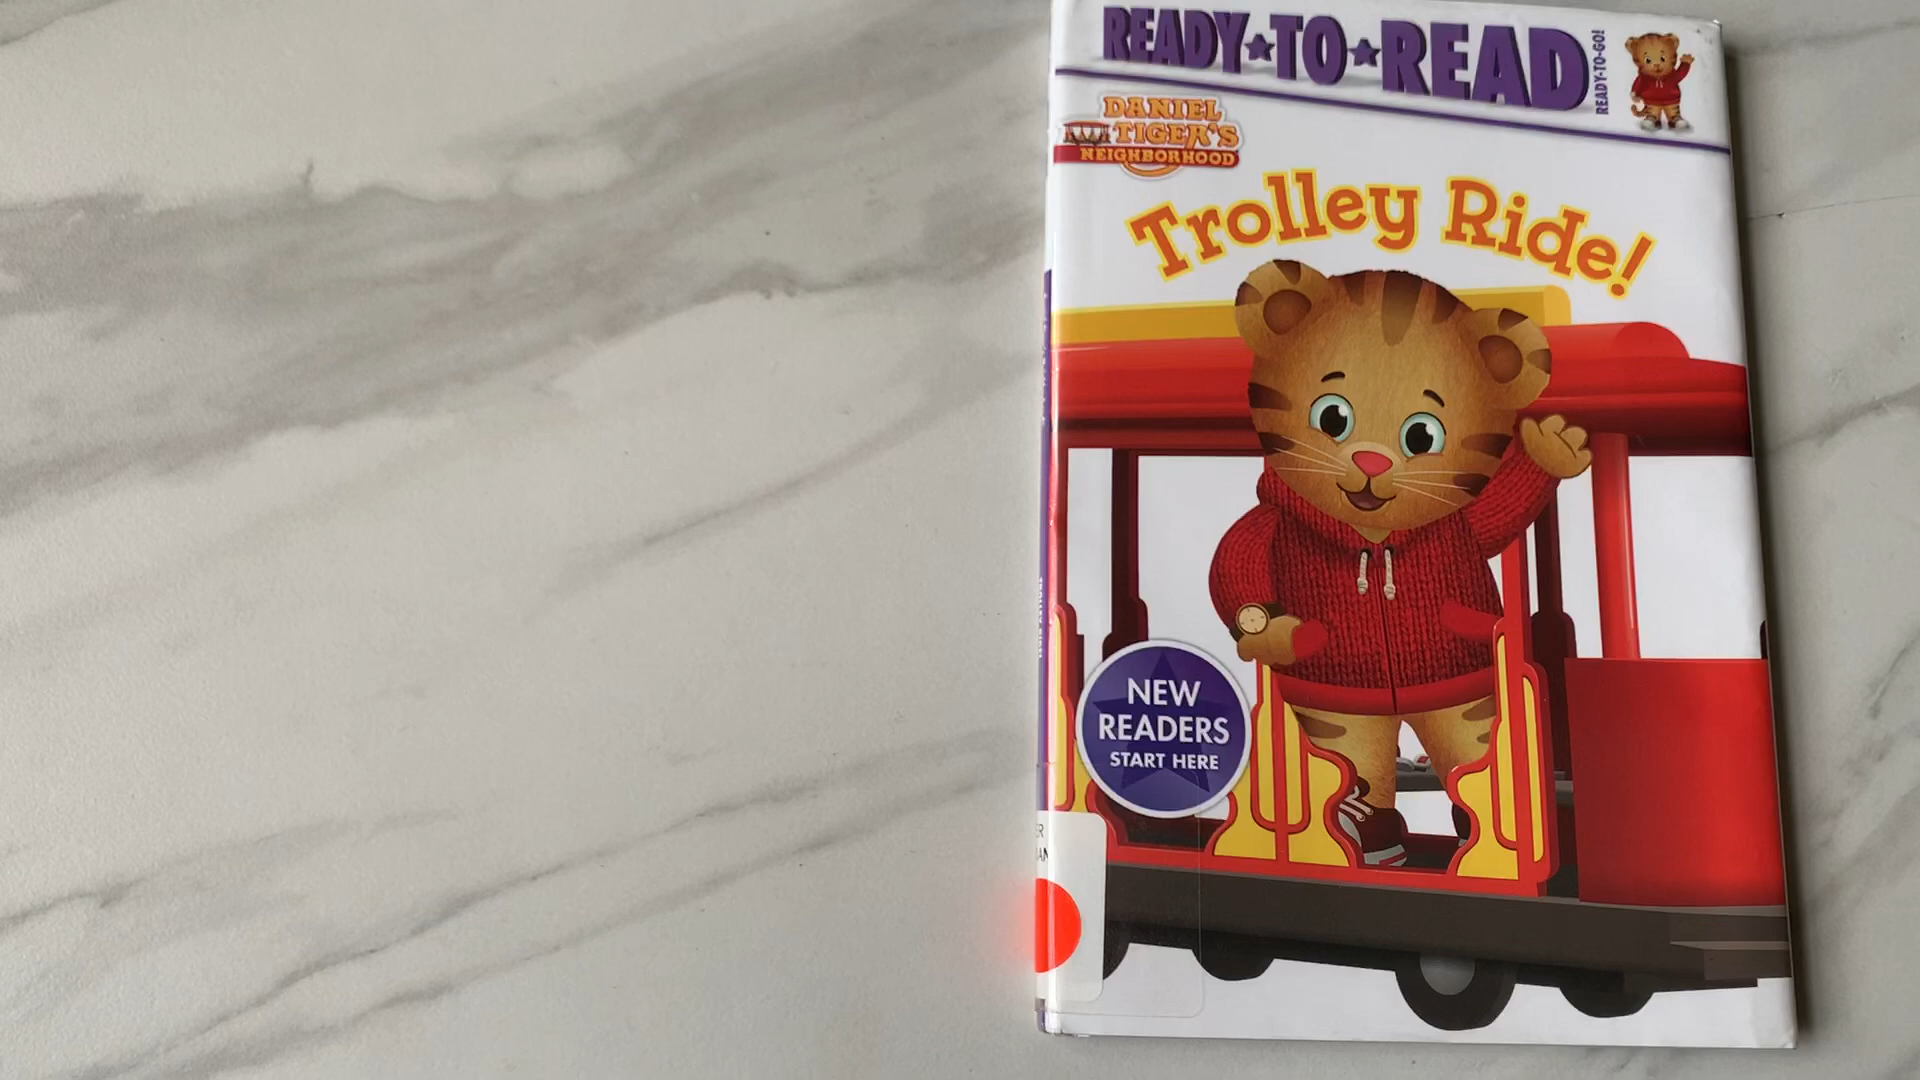 READY★TO★READ
READY-TO-GO!
DANIEL
TIGER'S
NEIGHBORHOOD
Trolley Ride!
NEW
READERS
START HERE